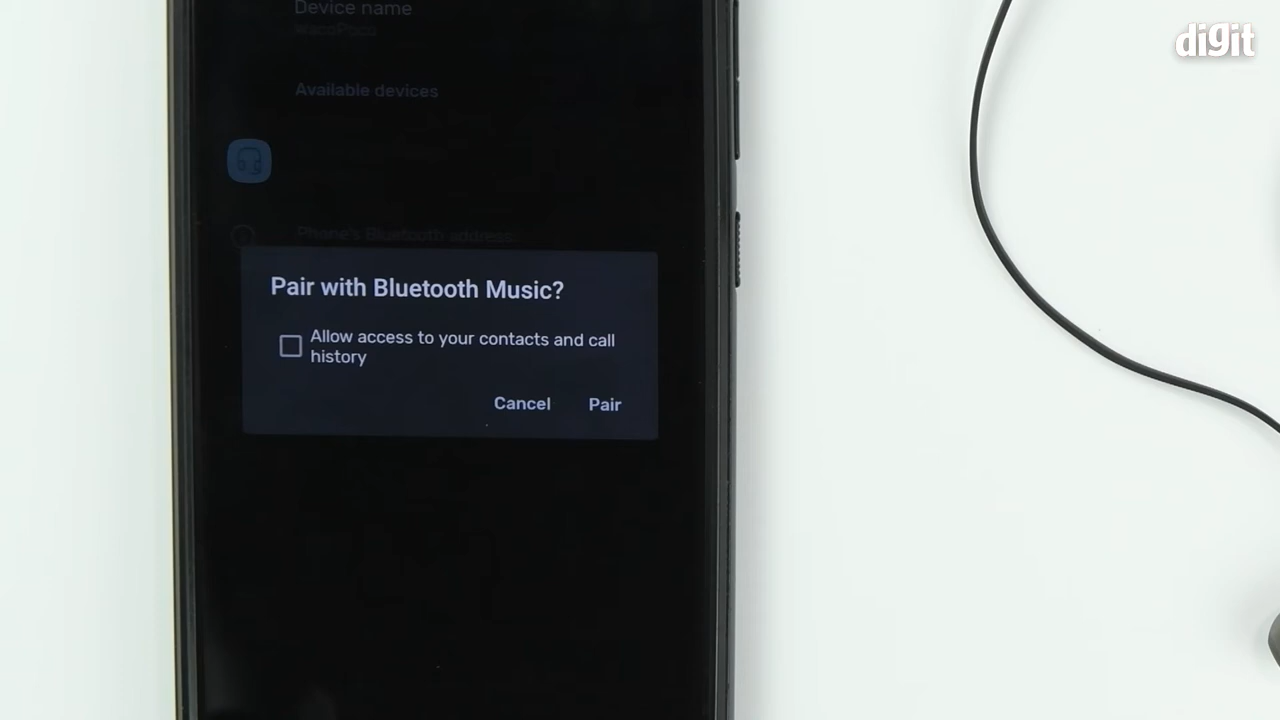 digit
Device name
Available devices
Phone's Bluetooth address:
Pair with Bluetooth Music?
Allow access to your contacts and call
history
Cancel Pair